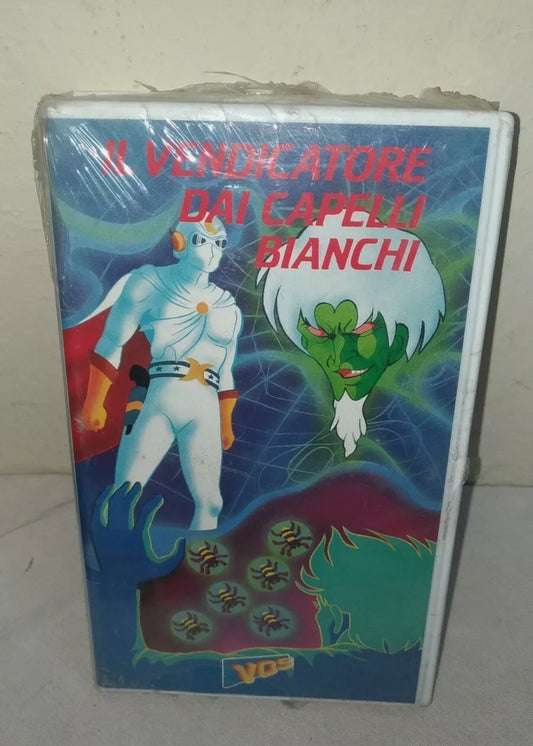 IL VENDICATORE
DAI CAPELLI
BIANCHI
VDS